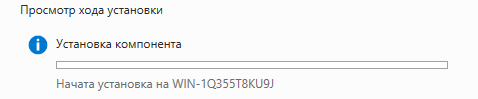 Просмотр хода установки
Установка компонента
Начата установка на WIN-1Q355T8KU9J